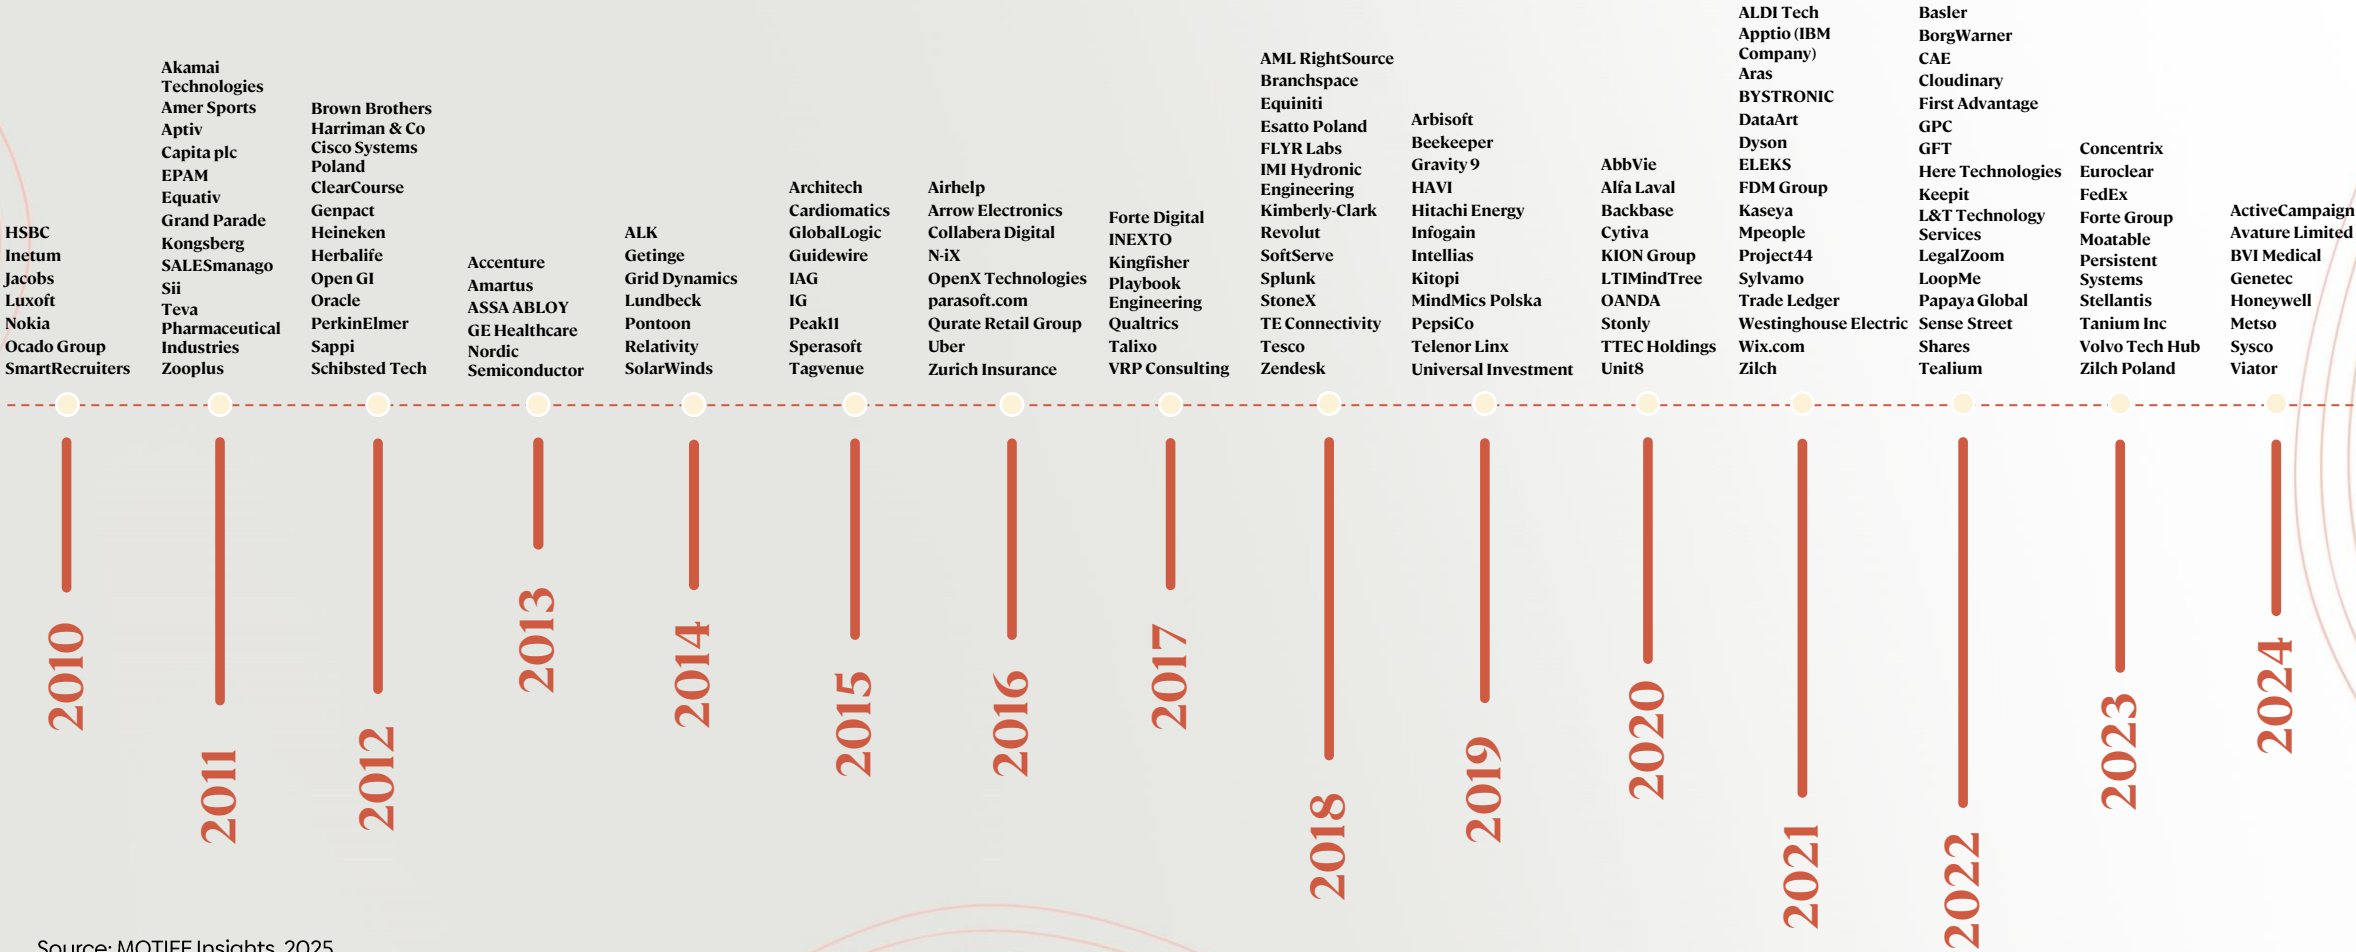 HSBC
Inetum
Jacobs
Luxoft
Nokia
Ocado Group
SmartRecruiters
2010
Akamai
Technologies
Amer Sports
Aptiv
Capita plc
EPAM
Equativ
Grand Parade
Kongsberg
SALESmanago
Sii
Teva
Pharmaceutical
Industries
Zooplus
2011
Brown Brothers
Harriman & Co
Cisco Systems
Poland
ClearCourse
Genpact
Heineken
Herbalife
Open GI
Oracle
PerkinElmer
Sappi
Schibsted Tech
2012
Accenture
Amartus
ASSA ABLOY
GE Healthcare
Nordic
Semiconductor
2013
ALK
Getinge
Grid Dynamics
Lundbeck
Pontoon
Relativity
SolarWinds
2014
Architech
Cardiomatics
GlobalLogic
Guidewire
IAG
IG
Peak11
Sperasoft
Tagvenue
2015
Airhelp
Arrow Electronics
Collabera Digital
N-iX
OpenX Technologies
parasoft.com
Qurate Retail Group
Uber
Zurich Insurance
2016
Forte Digital
INEXTO
Kingfisher
Playbook
Engineering
Qualtrics
Talixo
VRP Consulting
2017
AML RightSource
Branchspace
Equiniti
Esatto Poland
FLYR Labs
IMI Hydronic
Engineering
Kimberly-Clark
Revolut
SoftServe
Splunk
StoneX
TE Connectivity
Tesco
Zendesk
2018
Arbisoft
Beekeeper
Gravity 9
HAVI
Hitachi Energy
Infogain
Intellias
Kitopi
MindMics Polska
PepsiCo
Telenor Linx
Universal Investment
2019
AbbVie
Alfa Laval
Backbase
Cytiva
KION Group
LTIMindTree
OANDA
Stonly
TTEC Holdings
Unit8
2020
ALDI Tech
Apptio (IBM
Company)
Aras
BYSTRONIC
DataArt
Dyson
ELEKS
FDM Group
Kaseya
Mpeople
Project44
Sylvamo
Trade Ledger
Westinghouse Electric
Wix.com
Zilch
2021
Basler
BorgWarner
CAE
Cloudinary
First Advantage
GPC
GFT
Here Technologies
Keepit
L&T Technology
Services
LegalZoom
LoopMe
Papaya Global
Sense Street
Shares
Tealium
2022
Concentrix
Euroclear
FedEx
Forte Group
Moatable
Persistent
Systems
Stellantis
Tanium Inc
Volvo Tech Hub
Zilch Poland
2023
ActiveCampaign
Avature Limited
BVI Medical
Genetec
Honeywell
Metso
Sysco
Viator
2024
Source: MOTIFE Insights, 2025